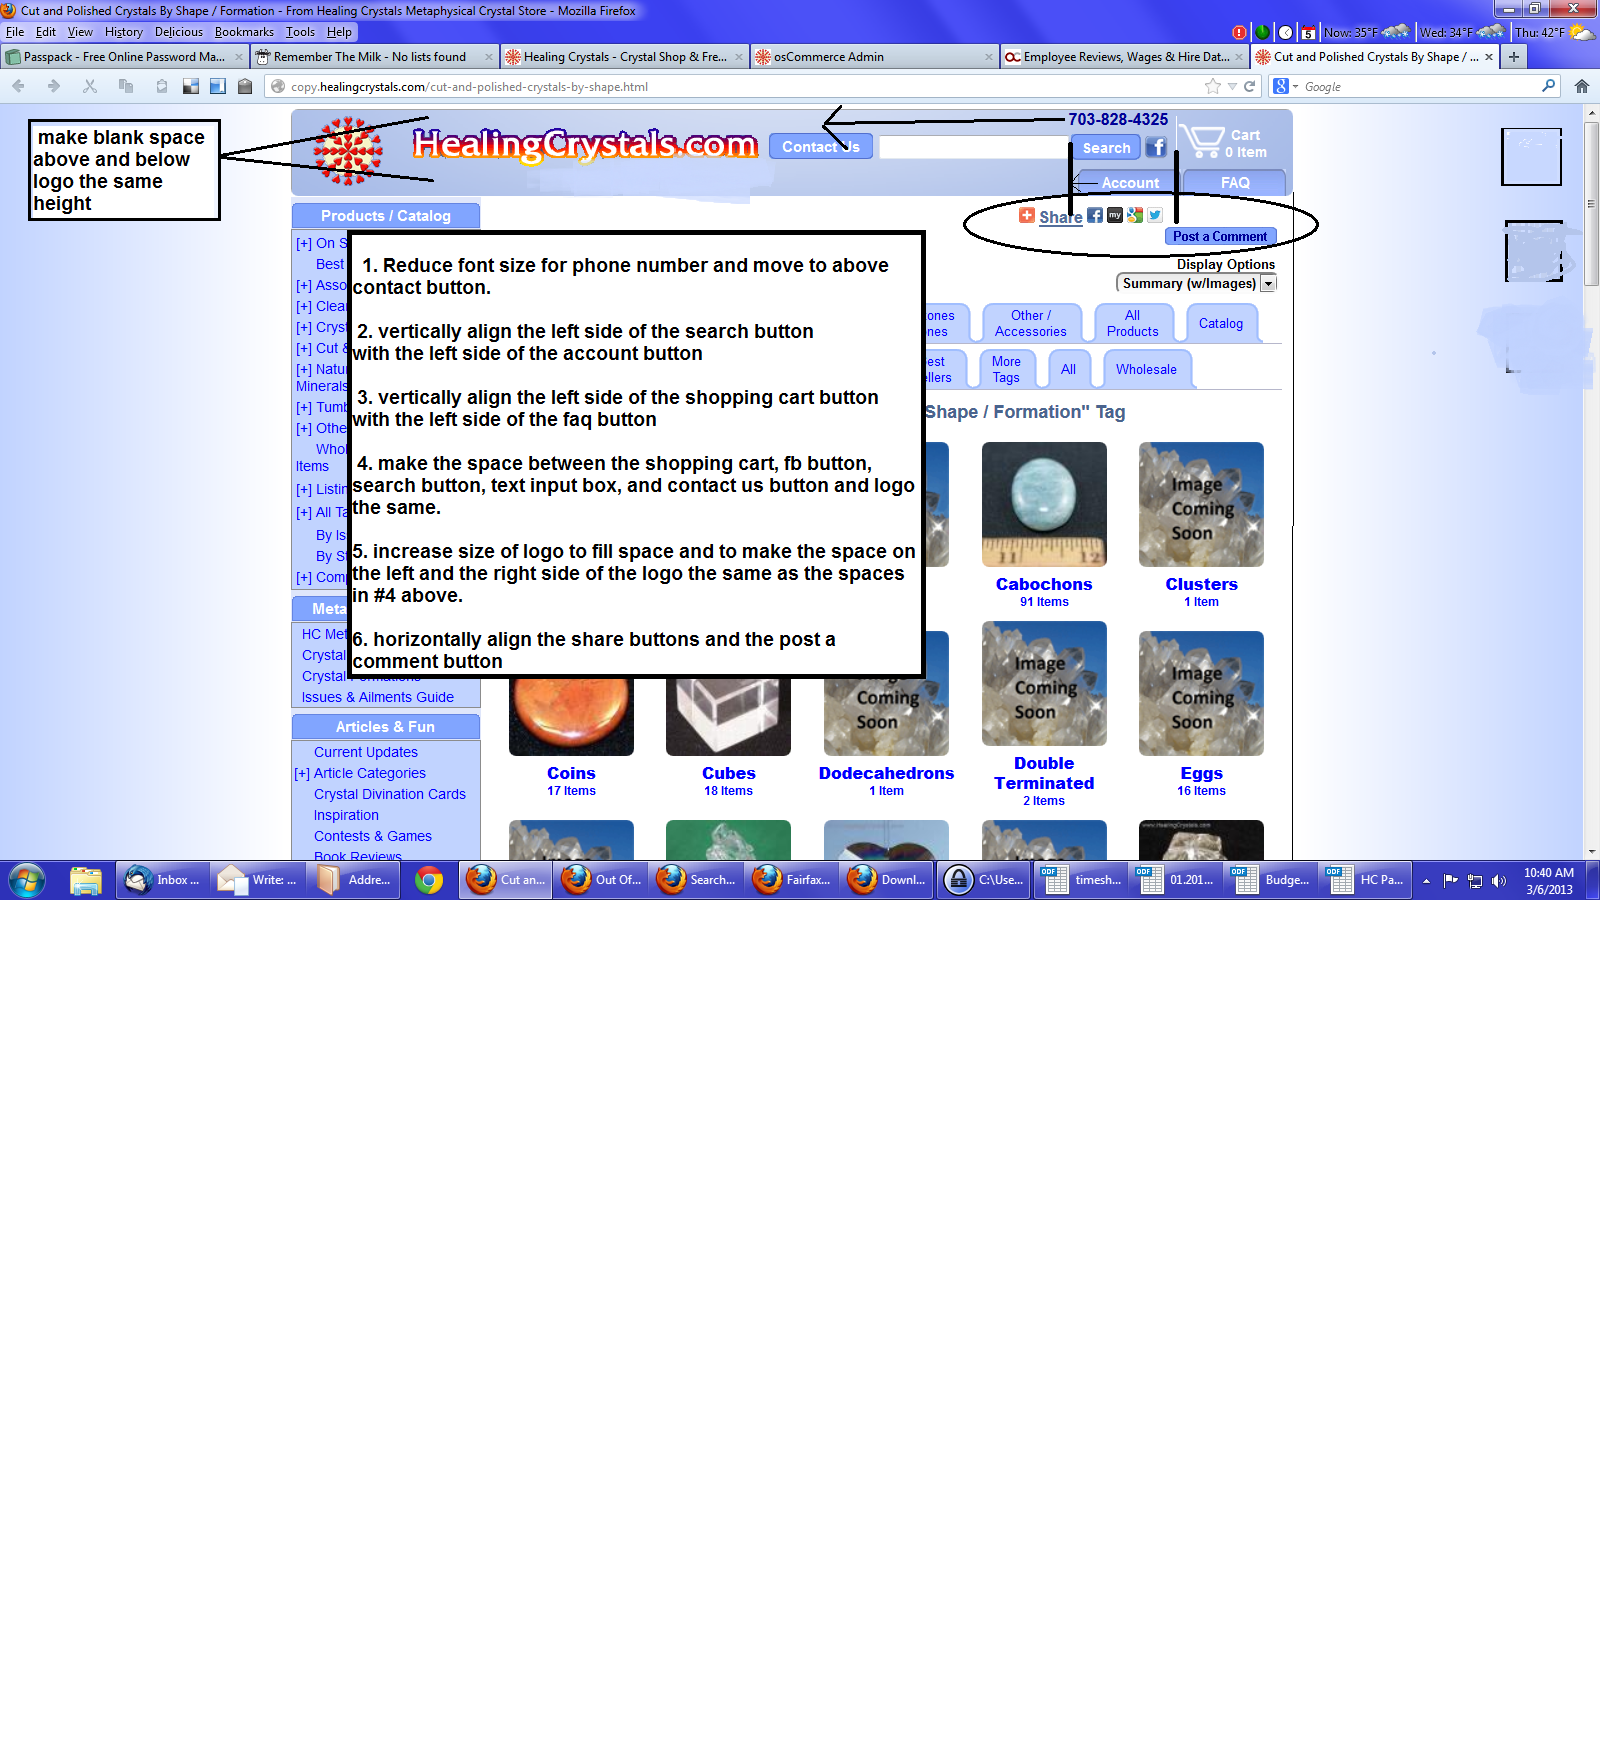 Cut and Polished Crystals By Shape / Formation - From Healing Crystals Metaphysical Crystal Store - Mozilla Firefox
File Edit View History Delicious Bookmarks Tools Help
5 Now: 35°F Wed: 34°F Thu: 42°F
Passpack - Free Online Password Ma... Remember The Milk - No lists found Healing Crystals - Crystal Shop & Fre... osCommerce Admin Employee Reviews, Wages & Hire Dat... Cut and Polished Crystals By Shape / ...
copy.healingcrystals.com/cut-and-polished-crystals-by-shape.html
Google
make blank space
above and below
logo the same
height
HealingCrystals.com
703-828-4325
Contact Us
Search
Cart
0 Item
Account FAQ
Share
my
Post a Comment
Display Options
Summary (w/Images)
1. Reduce font size for phone number and move to above
contact button.
2. vertically align the left side of the search button
with the left side of the account button
3. vertically align the left side of the shopping cart button
with the left side of the faq button
4. make the space between the shopping cart, fb button,
search button, text input box, and contact us button and logo
the same.
5. increase size of logo to fill space and to make the space on
the left and the right side of the logo the same as the spaces
in #4 above.
6. horizontally align the share buttons and the post a
comment button
Products / Catalog
[+] On S
Best
[+] Asso
[+] Clear
[+] Cryst
[+] Cut &
[+] Natu
Minerals
[+] Tumb
[+] Othe
Whol
Items
[+] Listin
[+] All Ta
By Is
By St
[+] Comp
Meta
HC Met
Crystal
Crystal Formations
Issues & Ailments Guide
Articles & Fun
Current Updates
[+] Article Categories
Crystal Divination Cards
Inspiration
Contests & Games
Book Reviews
ones
nes
Other /
Accessories
All
Products
Catalog
est
llers
More
Tags
All
Wholesale
Shape / Formation" Tag
Image
Coming
Soon
Cabochons
91 Items
Clusters
1 Item
Image
Coming
Soon
Image
Coming
Soon
Image
Coming
Soon
Coins
17 Items
Cubes
18 Items
Dodecahedrons
1 Item
Double
Terminated
2 Items
Eggs
16 Items
Inbox ... Write: ... Addre... Cut an... Out Of... Search... Fairfax... Downl... C:\Use... timesh... 01.201... Budge... HC Pa...
10:40 AM
3/6/2013